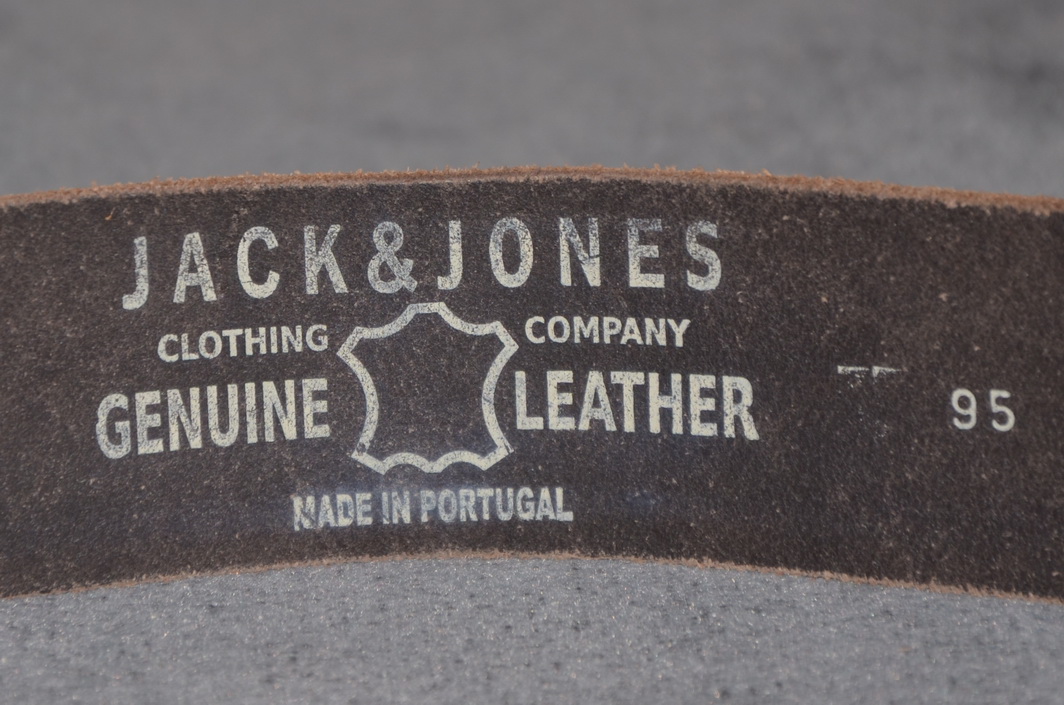 JACK&JONES
CLOTHING COMPANY
GENUINE LEATHER
95
MADE IN PORTUGAL